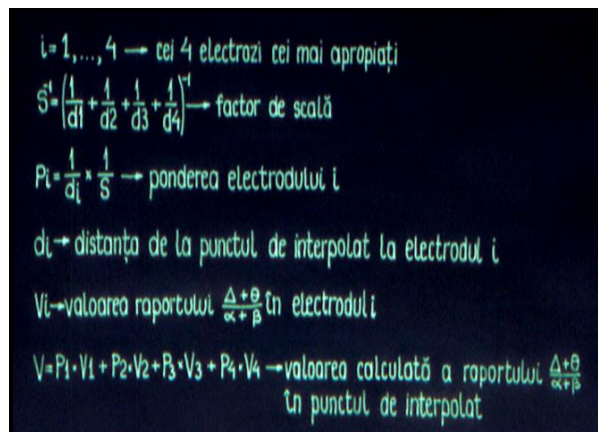 i=1,...,4 → cei 4 electrozi cei mai apropiați
S⁻¹=(1/d1 + 1/d2 + 1/d3 + 1/d4)⁻¹ → factor de scală
Pi = 1/di × 1/S → ponderea electrodului i
di → distanța de la punctul de interpolat la electrodul i
Vi → valoarea raportului (Δ+θ)/(α+β) în electrodul i
V=P1·V1 + P2·V2 + P3·V3 + P4·V4 → valoarea calculată a raportului (Δ+θ)/(α+β)
în punctul de interpolat